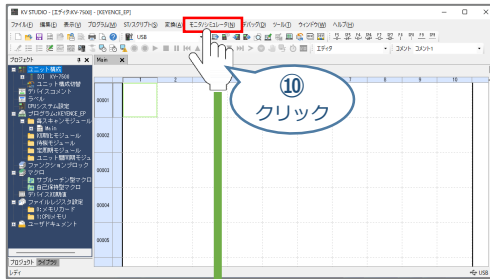 KV STUDIO - [エディタ:KV-7500] - [KEYENCE_EP]
ファイル(F) 編集(E) 表示(V) プログラム(M) ST/スクリプト(S) 変換(A) モニタ/シミュレータ(N) デバッグ(D) ツール(T) ウィンドウ(W) ヘルプ(H)
USB
エディタ
コメント コメント1
プロジェクト
Main
ユニット構成
[0] KV-7500
ユニット構成切替
デバイスコメント
ラベル
CPUシステム設定
プログラム:KEYENCE_EP
毎スキャンモジュール
Main
初期化モジュール
待機モジュール
定周期モジュール
ユニット間同期モジュ
ファンクションブロック
マクロ
サブルーチン型マクロ
自己保持型マクロ
デバイス初期値
ファイルレジスタ設定
0:メモリカード
1:CPUメモリ
ユーザドキュメント
1 2 3 4 5 6 7 8 9 10
00001
00002
00003
00004
00005
⑩
クリック
プロジェクト ライブラリ
レディ
USB